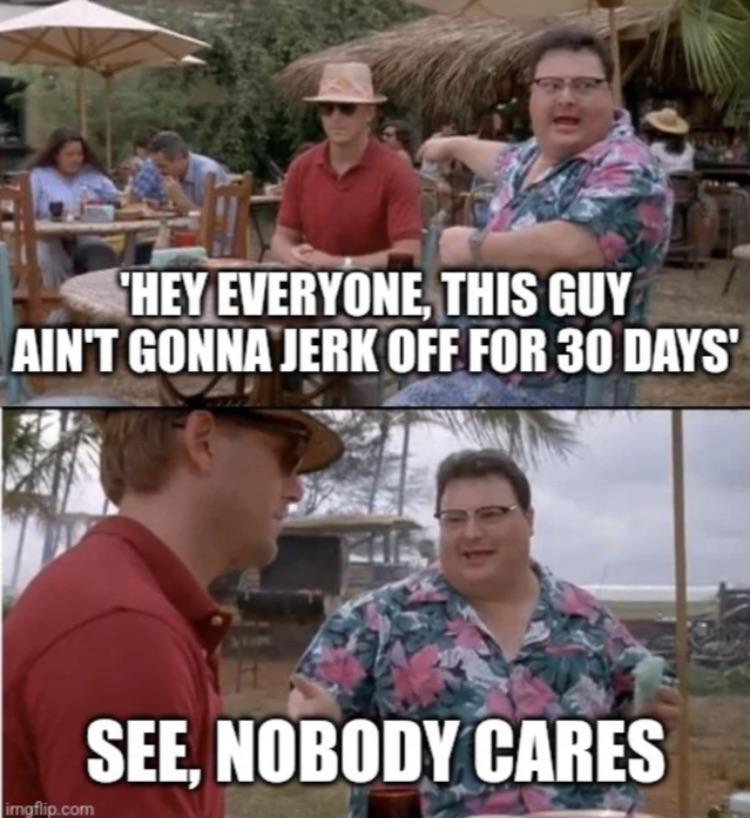 'HEY EVERYONE, THIS GUY
AIN'T GONNA JERK OFF FOR 30 DAYS'
SEE, NOBODY CARES
imgflip.com